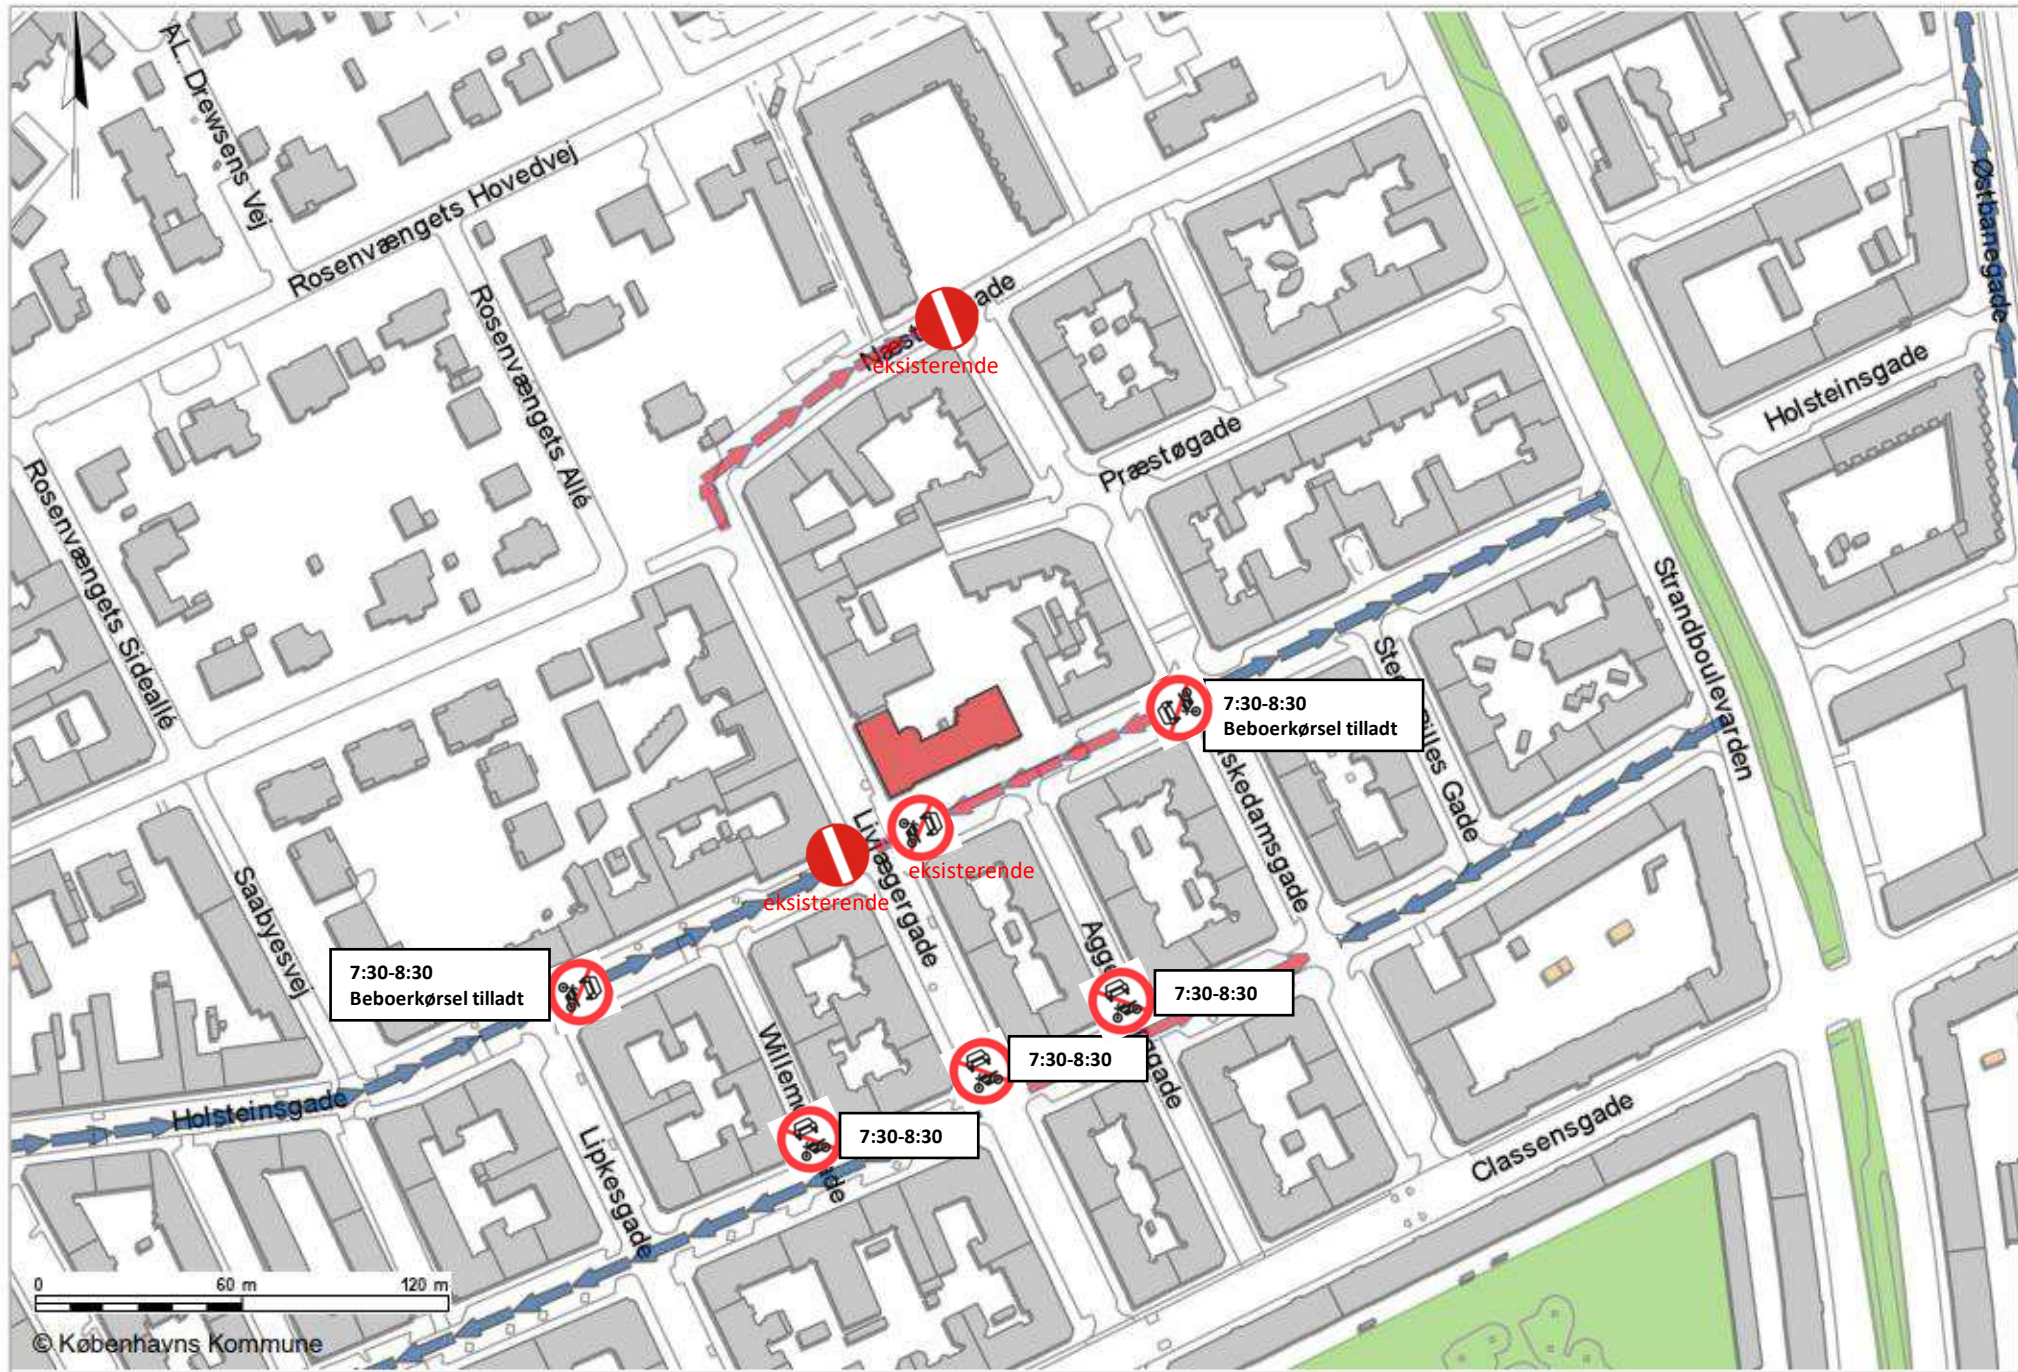 A.L. Drewsens Vej
Rosenvængets Hovedvej
Rosenvængets Allé
Østbanegade
eksisterende
Holsteinsgade
Præstøgade
Rosenvængets Sideallé
Strandboulevarden
7:30-8:30
Beboerkørsel tilladt
eksisterende
eksisterende
Saabyesvej
7:30-8:30
Beboerkørsel tilladt
7:30-8:30
7:30-8:30
7:30-8:30
Holsteinsgade
Lipkesgade
Classensgade
0 60 m 120 m
© Københavns Kommune